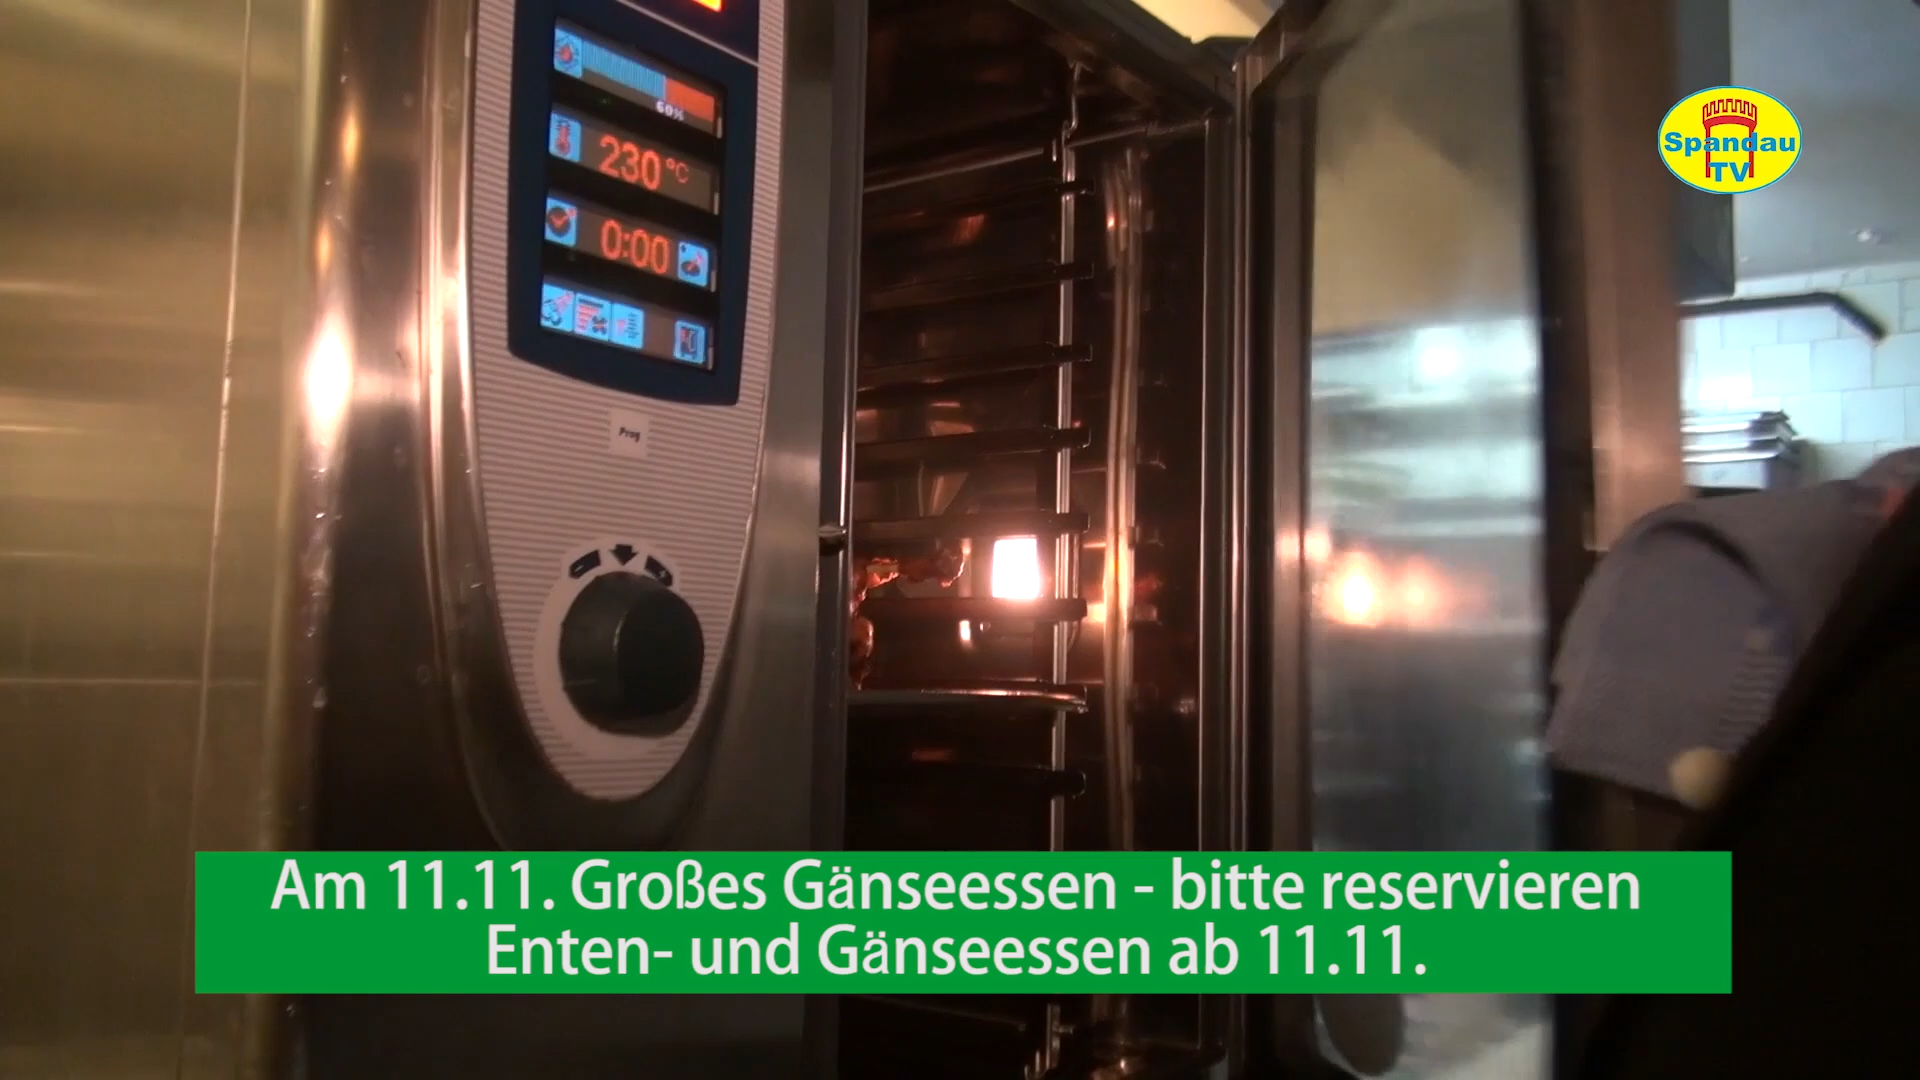 60%
230 °C
0:00
Prog
Spandau
TV
Am 11.11. Großes Gänseessen - bitte reservieren
Enten- und Gänseessen ab 11.11.